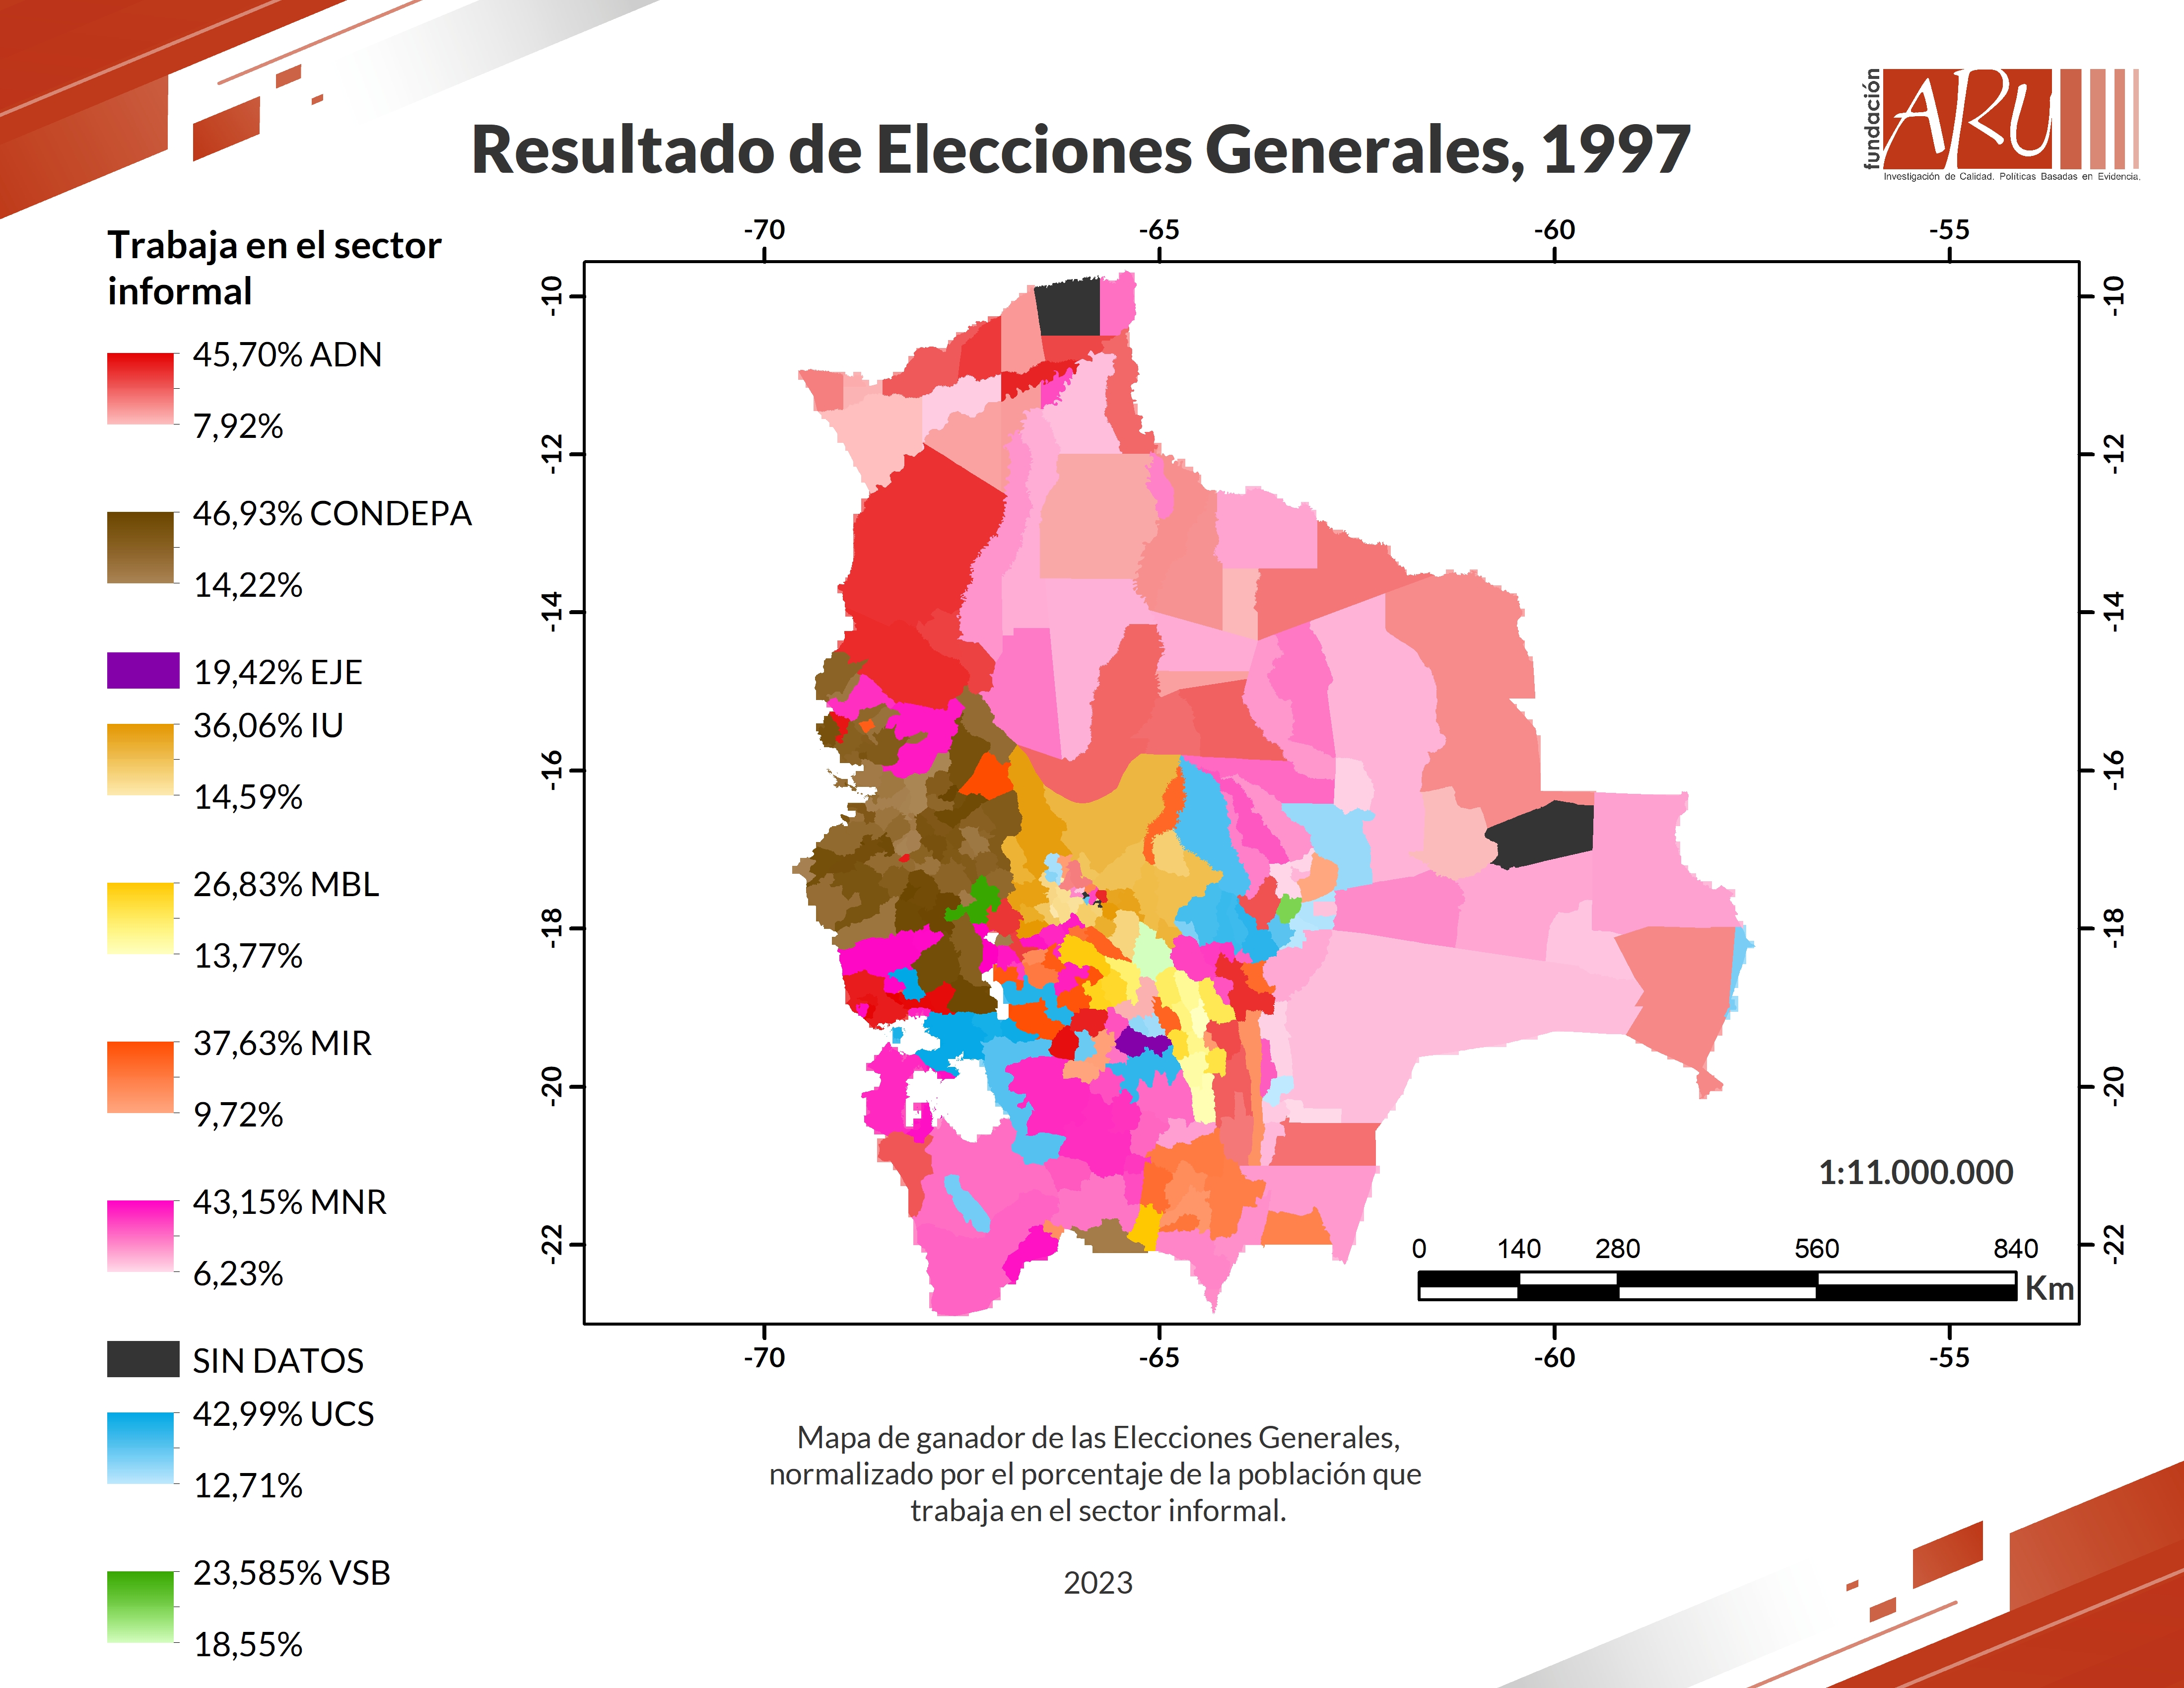 fundación
ARU
Investigación de Calidad. Políticas Basadas en Evidencia.
Resultado de Elecciones Generales, 1997
Trabaja en el sector
informal
45,70% ADN
7,92%
46,93% CONDEPA
14,22%
19,42% EJE
36,06% IU
14,59%
26,83% MBL
13,77%
37,63% MIR
9,72%
43,15% MNR
6,23%
SIN DATOS
42,99% UCS
12,71%
23,585% VSB
18,55%
-70 -65 -60 -55
-10 -10
-12 -12
-14 -14
-16 -16
-18 -18
-20 -20
-22 -22
1:11.000.000
0 140 280 560 840
Km
-70 -65 -60 -55
Mapa de ganador de las Elecciones Generales,
normalizado por el porcentaje de la población que
trabaja en el sector informal.
2023